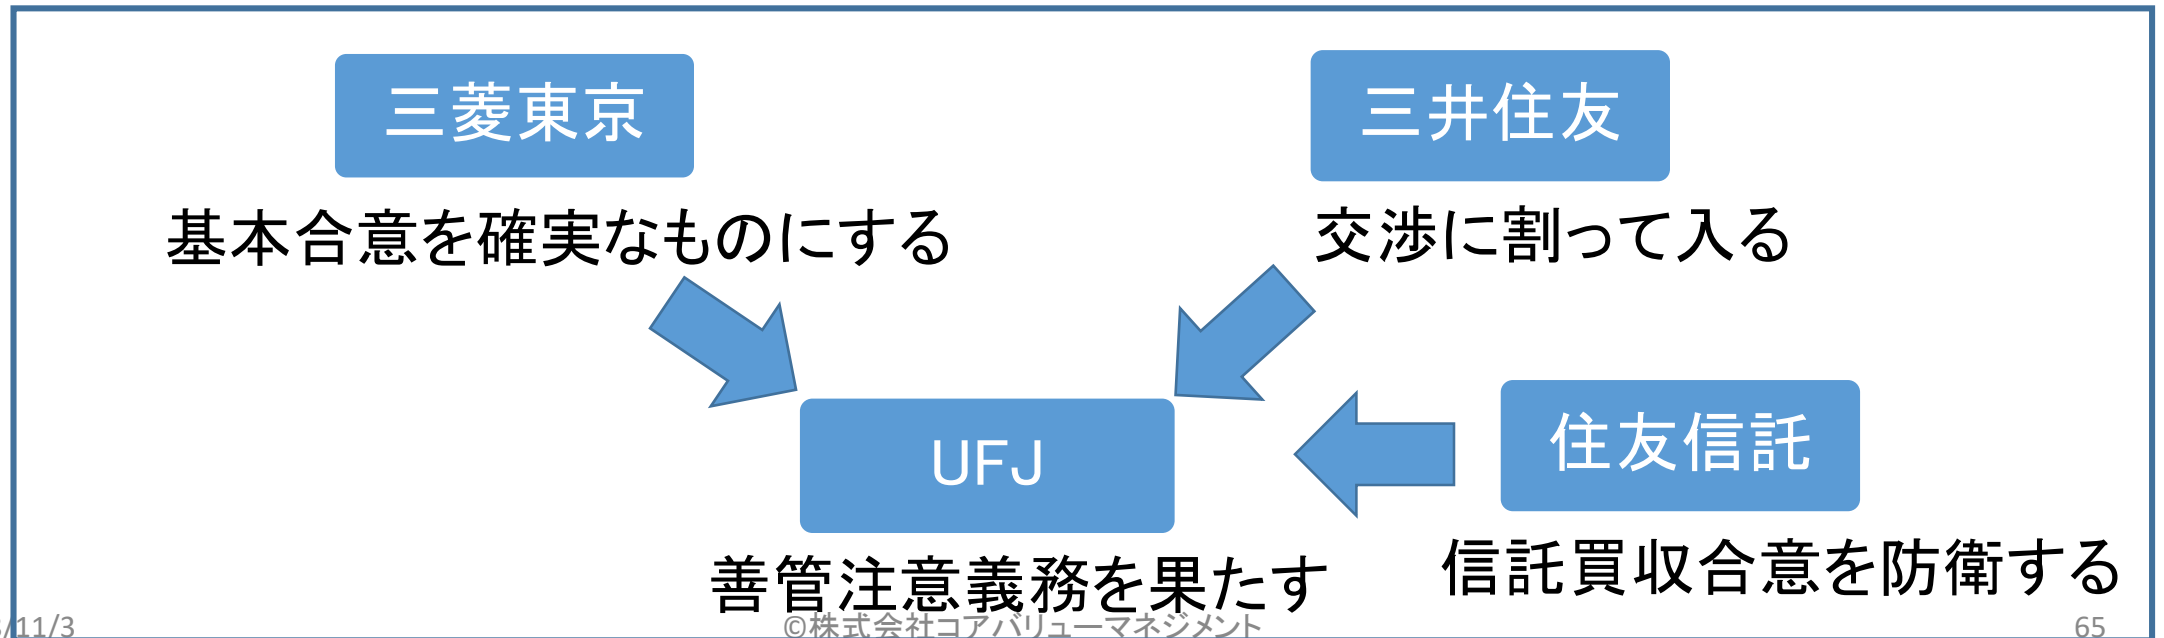 三菱東京
三井住友
基本合意を確実なものにする
交渉に割って入る
UFJ
住友信託
善管注意義務を果たす
信託買収合意を防衛する
/11/3
©株式会社コアバリューマネジメント
65